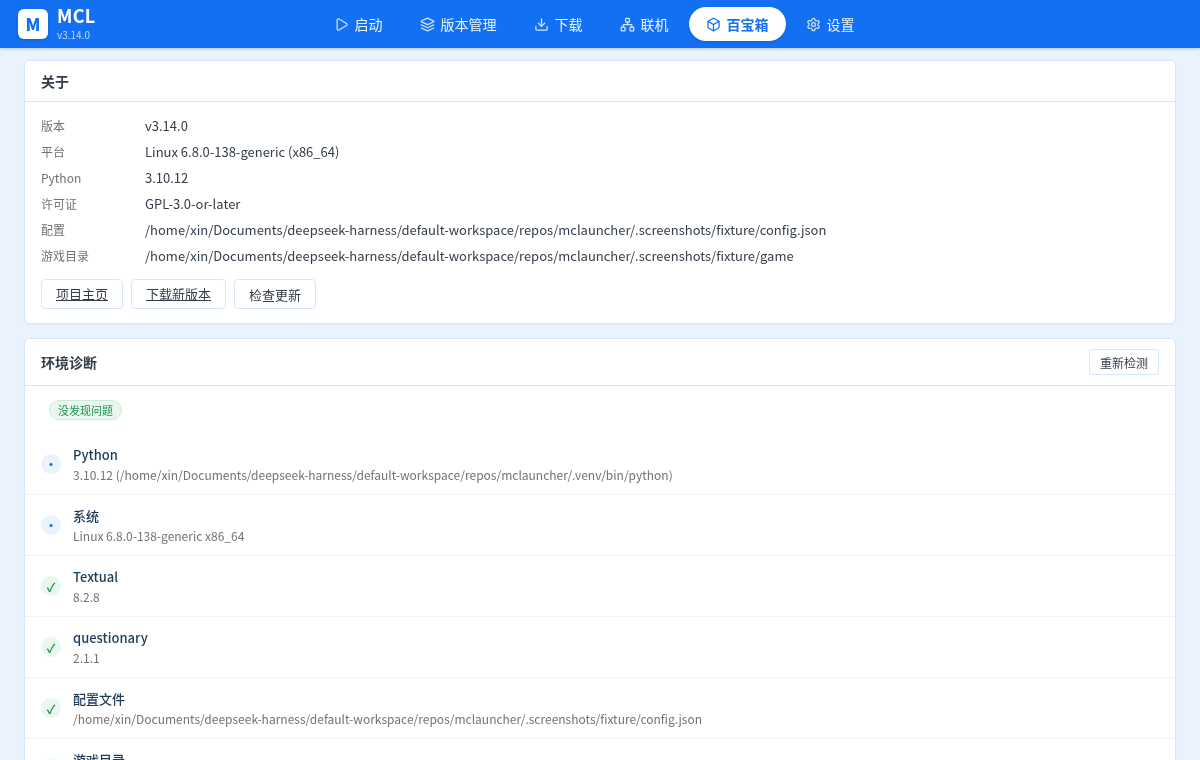 M
MCL
v3.14.0
启动
版本管理
下载
联机
百宝箱
设置
关于
版本 v3.14.0
平台 Linux 6.8.0-138-generic (x86_64)
Python 3.10.12
许可证 GPL-3.0-or-later
配置 /home/xin/Documents/deepseek-harness/default-workspace/repos/mclauncher/.screenshots/fixture/config.json
游戏目录 /home/xin/Documents/deepseek-harness/default-workspace/repos/mclauncher/.screenshots/fixture/game
项目主页 下载新版本 检查更新
环境诊断 重新检测
没发现问题
Python
3.10.12 (/home/xin/Documents/deepseek-harness/default-workspace/repos/mclauncher/.venv/bin/python)
系统
Linux 6.8.0-138-generic x86_64
Textual
8.2.8
questionary
2.1.1
配置文件
/home/xin/Documents/deepseek-harness/default-workspace/repos/mclauncher/.screenshots/fixture/config.json
游戏目录